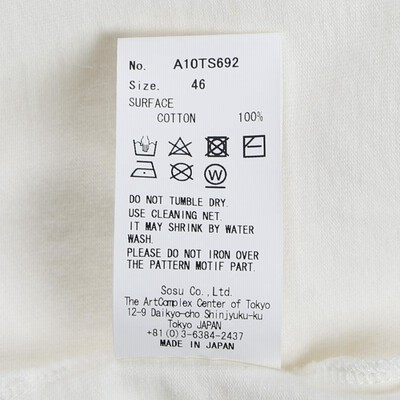 No. A10TS692
Size. 46
SURFACE
COTTON 100%
W
DO NOT TUMBLE DRY.
USE CLEANING NET.
IT MAY SHRINK BY WATER
WASH.
PLEASE DO NOT IRON OVER
THE PATTERN MOTIF PART.
Sosu Co.,Ltd.
The ArtComplex Center of Tokyo
12-9 Daikyo-cho Shinjyuku-ku
Tokyo JAPAN
+81(0)3-6384-2437
MADE IN JAPAN